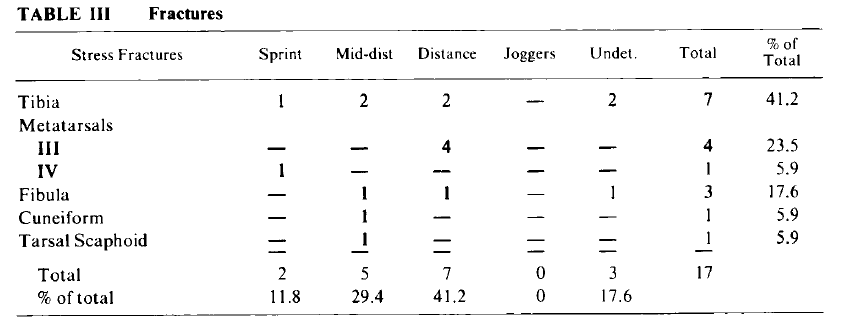 TABLE III Fractures
Stress Fractures Sprint Mid-dist Distance Joggers Undet. Total % of Total
Tibia 1 2 2 — 2 7 41.2
Metatarsals
III — — 4 — — 4 23.5
IV 1 — — — — 1 5.9
Fibula — 1 1 — 1 3 17.6
Cuneiform — 1 — — — 1 5.9
Tarsal Scaphoid — 1 — — — 1 5.9
Total 2 5 7 0 3 17
% of total 11.8 29.4 41.2 0 17.6